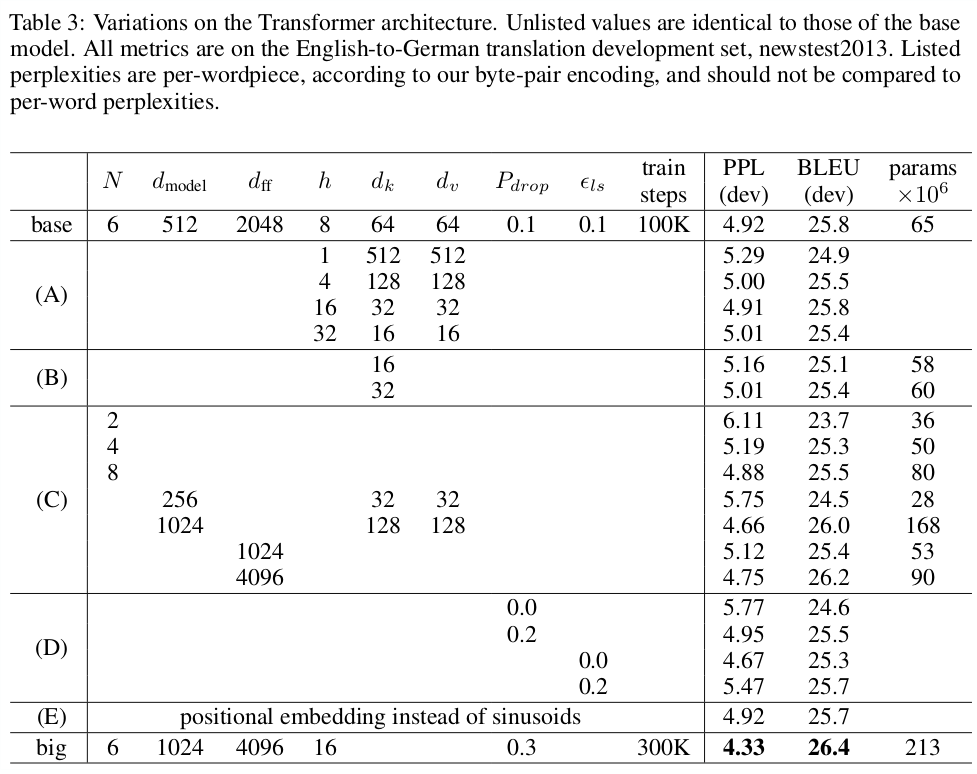 Table 3: Variations on the Transformer architecture. Unlisted values are identical to those of the base
model. All metrics are on the English-to-German translation development set, newstest2013. Listed
perplexities are per-wordpiece, according to our byte-pair encoding, and should not be compared to
per-word perplexities.
N d_model d_ff h d_k d_v P_drop ϵ_ls train steps PPL (dev) BLEU (dev) params ×10^6
base 6 512 2048 8 64 64 0.1 0.1 100K 4.92 25.8 65
(A)
1 512 512 5.29 24.9
4 128 128 5.00 25.5
16 32 32 4.91 25.8
32 16 16 5.01 25.4
(B)
16 5.16 25.1 58
32 5.01 25.4 60
(C)
2 6.11 23.7 36
4 5.19 25.3 50
8 4.88 25.5 80
256 32 32 5.75 24.5 28
1024 128 128 4.66 26.0 168
1024 5.12 25.4 53
4096 4.75 26.2 90
(D)
0.0 5.77 24.6
0.2 4.95 25.5
0.0 4.67 25.3
0.2 5.47 25.7
(E) positional embedding instead of sinusoids 4.92 25.7
big 6 1024 4096 16 0.3 300K 4.33 26.4 213